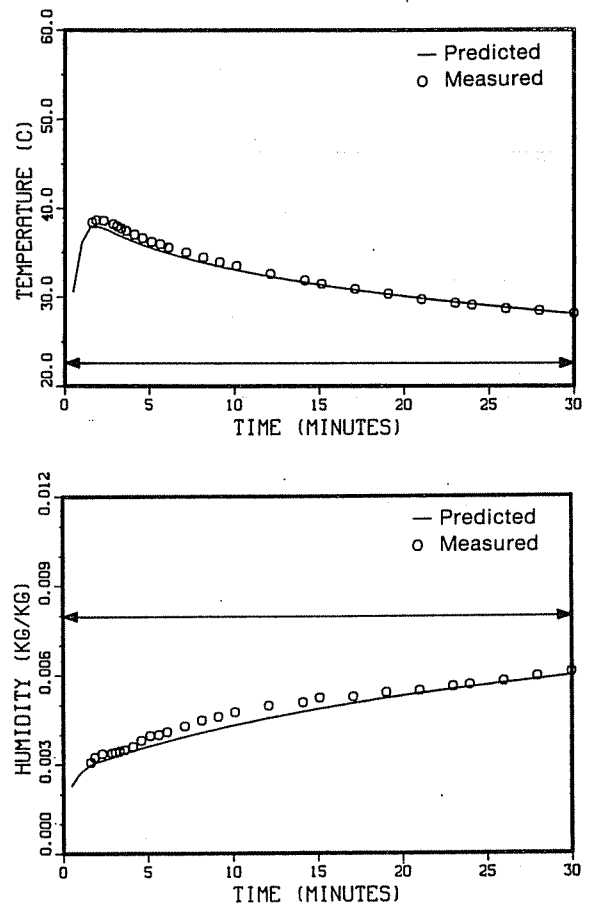 60.0
50.0
40.0
30.0
20.0
TEMPERATURE (C)
— Predicted
o Measured
0 5 10 15 20 25 30
TIME (MINUTES)
0.012
0.009
0.006
0.003
0.000
HUMIDITY (KG/KG)
— Predicted
o Measured
0 5 10 15 20 25 30
TIME (MINUTES)